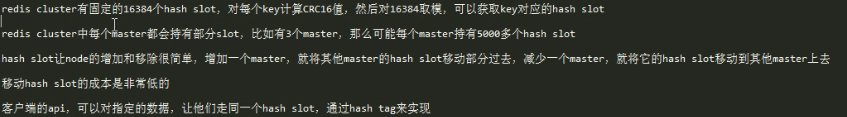 redis cluster有固定的16384个hash slot，对每个key计算CRC16值，然后对16384取模，可以获取key对应的hash slot
redis cluster中每个master都会持有部分slot，比如有3个master，那么可能每个master持有5000多个hash slot
hash slot让node的增加和移除很简单，增加一个master，就将其他master的hash slot移动部分过去，减少一个master，就将它的hash slot移动到其他master上去
移动hash slot的成本是非常低的
客户端的api，可以对指定的数据，让他们走同一个hash slot，通过hash tag来实现